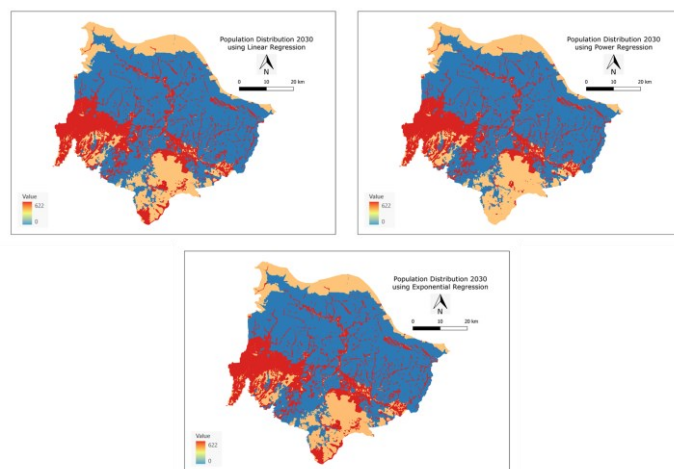 Population Distribution 2030
using Linear Regression
N
0 10 20 km
Value
622
0
Population Distribution 2030
using Power Regression
N
0 10 20 km
Value
622
0
Population Distribution 2030
using Exponential Regression
N
0 10 20 km
Value
622
0